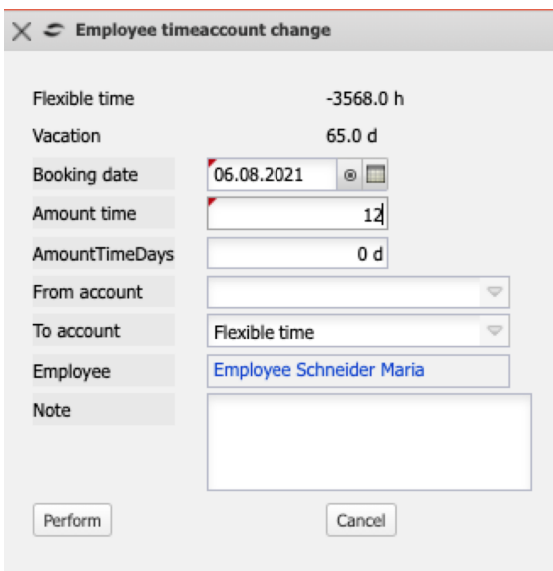 Employee timeaccount change
Flexible time -3568.0 h
Vacation 65.0 d
Booking date 06.08.2021
Amount time 12
AmountTimeDays 0 d
From account
To account Flexible time
Employee Employee Schneider Maria
Note
Perform Cancel